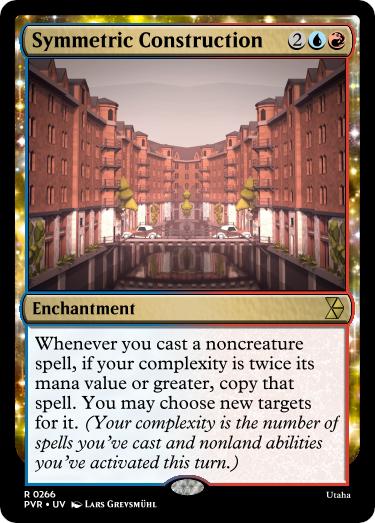 Symmetric Construction 2
Enchantment
Whenever you cast a noncreature
spell, if your complexity is twice its
mana value or greater, copy that
spell. You may choose new targets
for it. (Your complexity is the number of
spells you've cast and nonland abilities
you've activated this turn.)
R 0266
Utaha
PVR • UV Lars Greysmühl